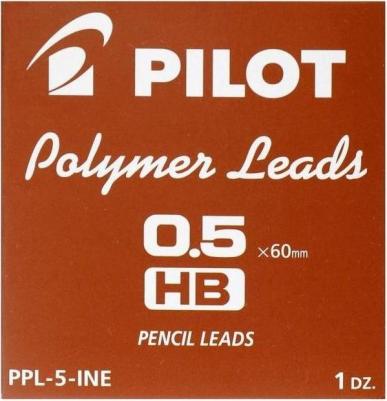 PILOT
Polymer Leads
0.5 ×60mm
HB
PENCIL LEADS
PPL-5-INE 1 DZ.